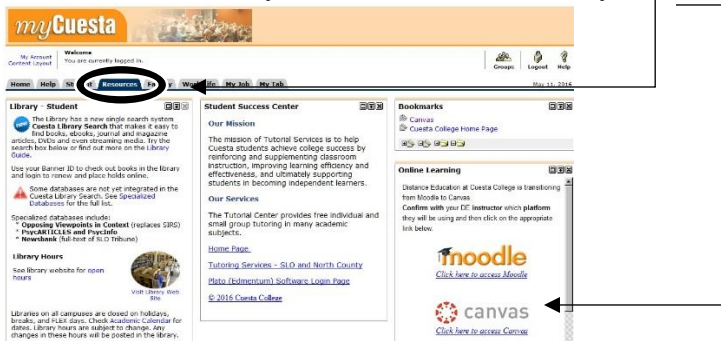 myCuesta
My Account
Content Layout
Welcome
You are currently logged in.
Groups Logout Help
Home Help Resources My Job My Tab
May 11, 2016
Library - Student
The Library has a new single search system
Cuesta Library Search that makes it easy to
find books, ebooks, journal and magazine
articles, DVDs and even streaming media. Try the
search box below or find out more on the Library
Guide.
Use your Banner ID to check out books in the library
and login to renew and place holds online.
Some databases are not yet integrated in the
Cuesta Library Search. See Specialized
Databases for the full list.
Specialized databases include:
* Opposing Viewpoints in Context (replaces SIRS)
* PsycARTICLES and PsycInfo
* Newsbank (full-text of SLO Tribune)
Library Hours
See library website for open
hours
Visit Library Web
Site
Libraries on all campuses are closed on holidays,
breaks, and FLEX days. Check Academic Calendar for
dates. Library hours are subject to change. Any
changes in these hours will be posted in the library.
Student Success Center
Our Mission
The mission of Tutorial Services is to help
Cuesta students achieve college success by
reinforcing and supplementing classroom
instruction, improving learning efficiency and
effectiveness, and ultimately supporting
students in becoming independent learners.
Our Services
The Tutorial Center provides free individual and
small group tutoring in many academic
subjects.
Home Page
Tutoring Services - SLO and North County
Plato (Edmentum) Software Login Page
© 2016 Cuesta College
Bookmarks
Canvas
Cuesta College Home Page
Online Learning
Distance Education at Cuesta College is transitioning
from Moodle to Canvas.
Confirm with your DE instructor which platform
they will be using and then click on the appropriate
link below.
moodle
Click here to access Moodle
canvas
Click here to access Canvas